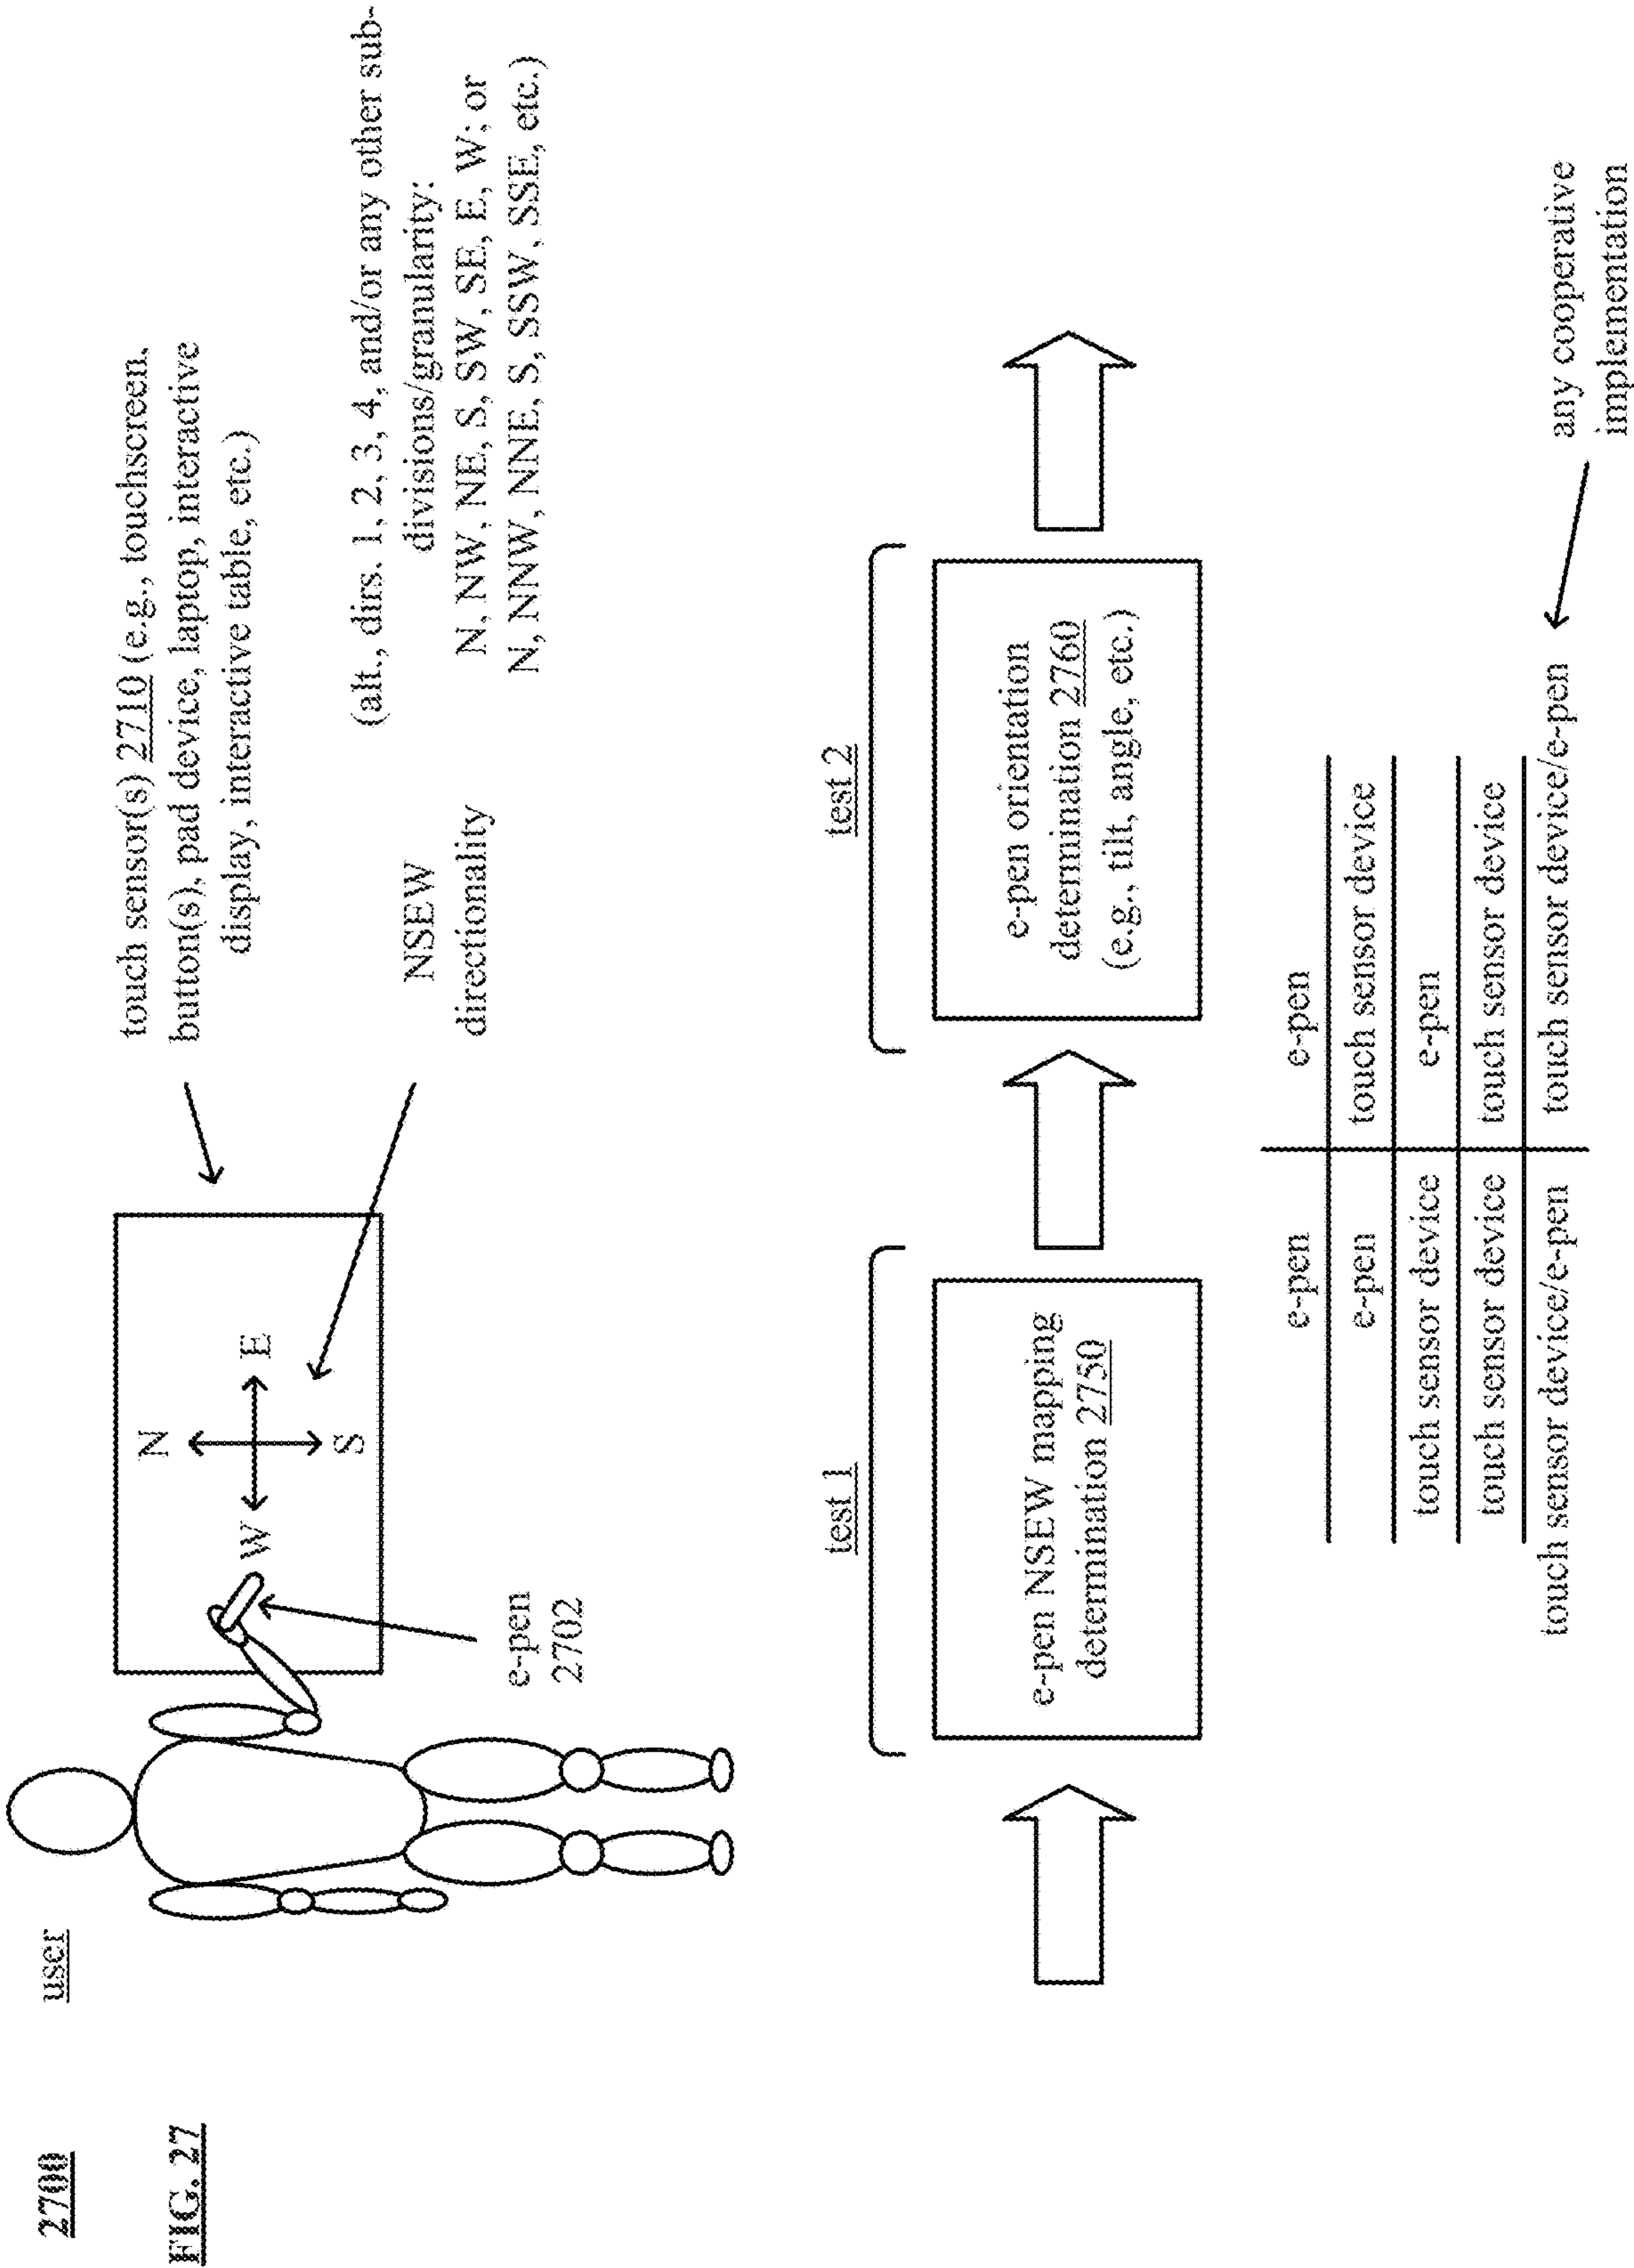 2700
FIG. 27
user
touch sensor(s) 2710 (e.g., touchscreen,
button(s), pad device, laptop, interactive
display, interactive table, etc.)
N
W
E
S
e-pen
2702
NSEW
directionality
(alt., dirs. 1, 2, 3, 4, and/or any other sub-
divisions/granularity:
N, NW, NE, S, SW, SE, E, W; or
N, NNW, NNE, S, SSW, SSE, etc.)
test 1
e-pen NSEW mapping
determination 2750
test 2
e-pen orientation
determination 2760
(e.g., tilt, angle, etc.)
e-pen e-pen
e-pen touch sensor device
touch sensor device e-pen
touch sensor device touch sensor device
touch sensor device/e-pen touch sensor device/e-pen
any cooperative
implementation